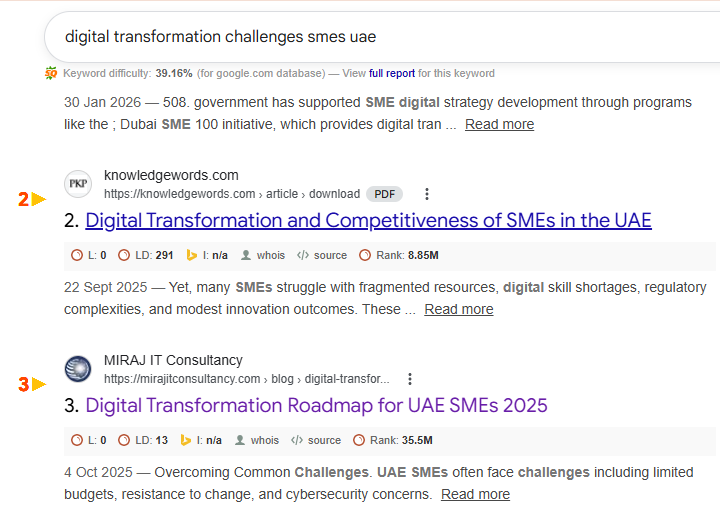 digital transformation challenges smes uae
Keyword difficulty: 39.16% (for google.com database) — View full report for this keyword
30 Jan 2026 — 508. government has supported SME digital strategy development through programs
like the ; Dubai SME 100 initiative, which provides digital tran ... Read more
PKP
knowledgewords.com
https://knowledgewords.com › article › download PDF
2
2. Digital Transformation and Competitiveness of SMEs in the UAE
L: 0 LD: 291 I: n/a whois </> source Rank: 8.85M
22 Sept 2025 — Yet, many SMEs struggle with fragmented resources, digital skill shortages, regulatory
complexities, and modest innovation outcomes. These ... Read more
MIRAJ IT Consultancy
https://mirajitconsultancy.com › blog › digital-transfor...
3
3. Digital Transformation Roadmap for UAE SMEs 2025
L: 0 LD: 13 I: n/a whois </> source Rank: 35.5M
4 Oct 2025 — Overcoming Common Challenges. UAE SMEs often face challenges including limited
budgets, resistance to change, and cybersecurity concerns. Read more